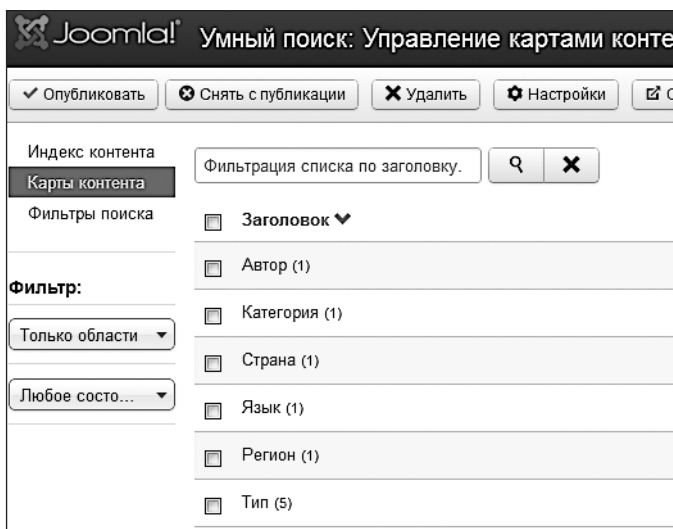 Joomla! Умный поиск: Управление картами конте
Опубликовать Снять с публикации Удалить Настройки
Индекс контента
Карты контента
Фильтры поиска
Фильтр:
Только области
Любое состо...
Фильтрация списка по заголовку.
Заголовок
Автор (1)
Категория (1)
Страна (1)
Язык (1)
Регион (1)
Тип (5)